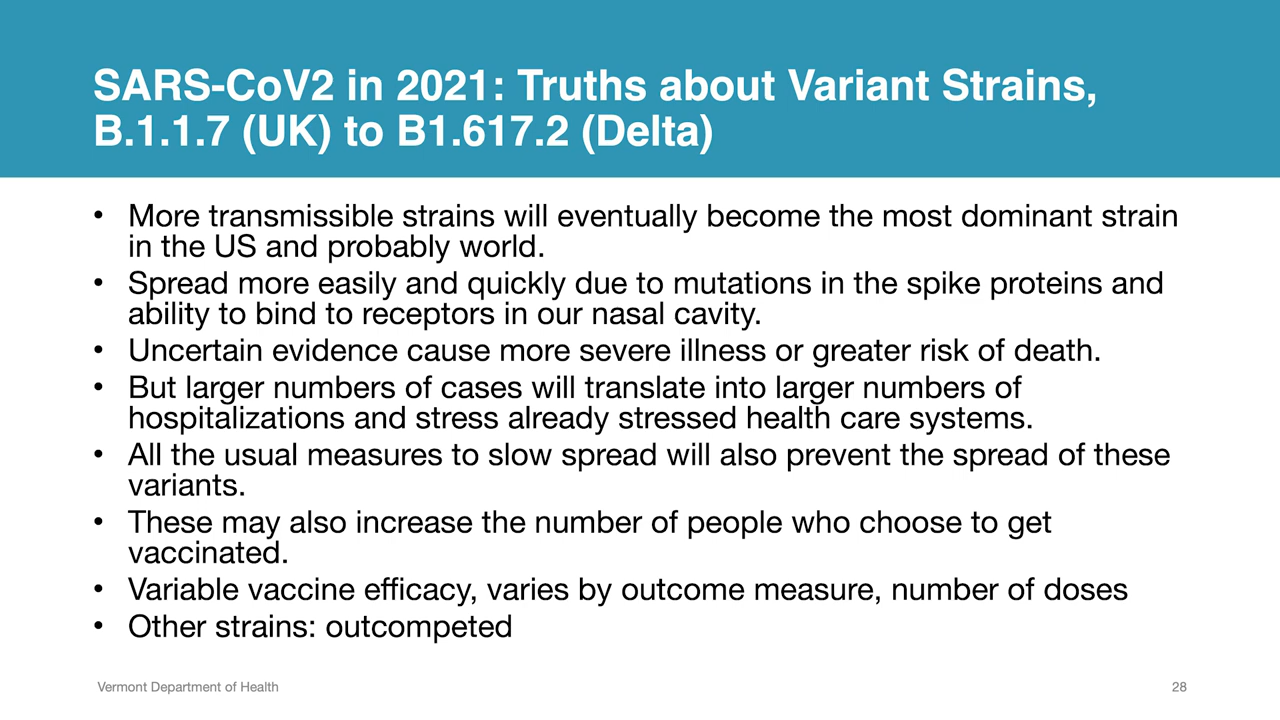 SARS-CoV2 in 2021: Truths about Variant Strains,
B.1.1.7 (UK) to B1.617.2 (Delta)
• More transmissible strains will eventually become the most dominant strain
in the US and probably world.
• Spread more easily and quickly due to mutations in the spike proteins and
ability to bind to receptors in our nasal cavity.
• Uncertain evidence cause more severe illness or greater risk of death.
• But larger numbers of cases will translate into larger numbers of
hospitalizations and stress already stressed health care systems.
• All the usual measures to slow spread will also prevent the spread of these
variants.
• These may also increase the number of people who choose to get
vaccinated.
• Variable vaccine efficacy, varies by outcome measure, number of doses
• Other strains: outcompeted
Vermont Department of Health
28